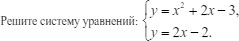 Решите систему уравнений: { y = x² + 2x − 3,
y = 2x − 2.